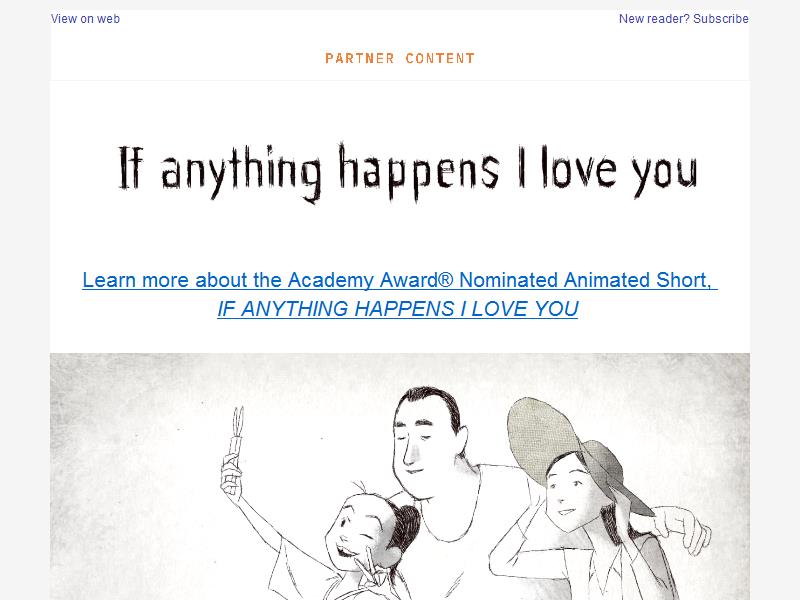 View on web
New reader? Subscribe
PARTNER CONTENT
If anything happens I love you
Learn more about the Academy Award® Nominated Animated Short,
IF ANYTHING HAPPENS I LOVE YOU